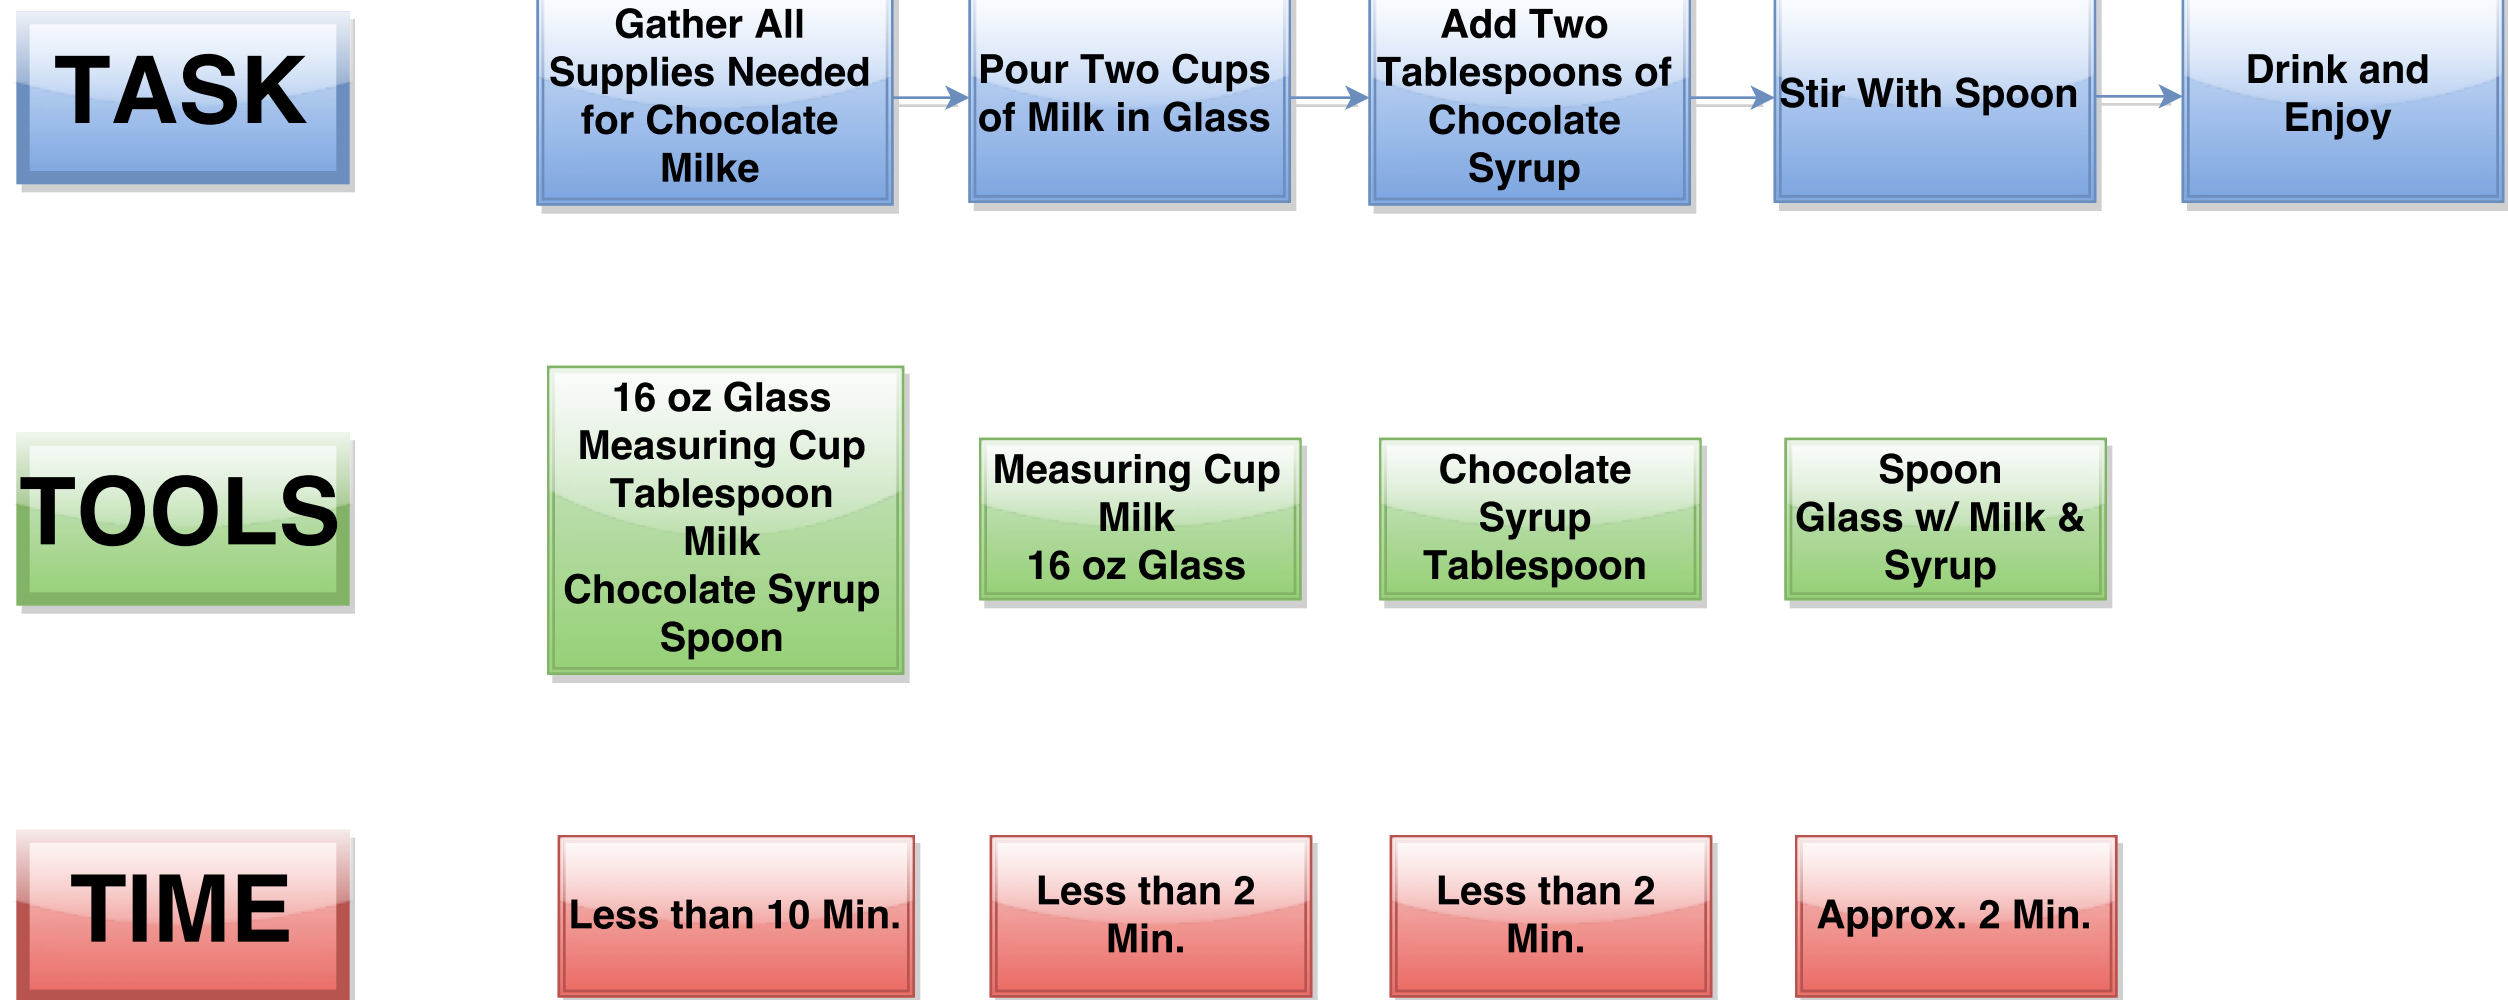 TASK
Gather All
Supplies Needed
for Chocolate
Milke
Pour Two Cups
of Milk in Glass
Add Two
Tablespoons of
Chocolate
Syrup
Stir With Spoon
Drink and
Enjoy
TOOLS
16 oz Glass
Measuring Cup
Tablespoon
Milk
Chocolate Syrup
Spoon
Measuring Cup
Milk
16 oz Glass
Chocolate
Syrup
Tablespoon
Spoon
Glass w/ Milk &
Syrup
TIME
Less than 10 Min.
Less than 2
Min.
Less than 2
Min.
Approx. 2 Min.